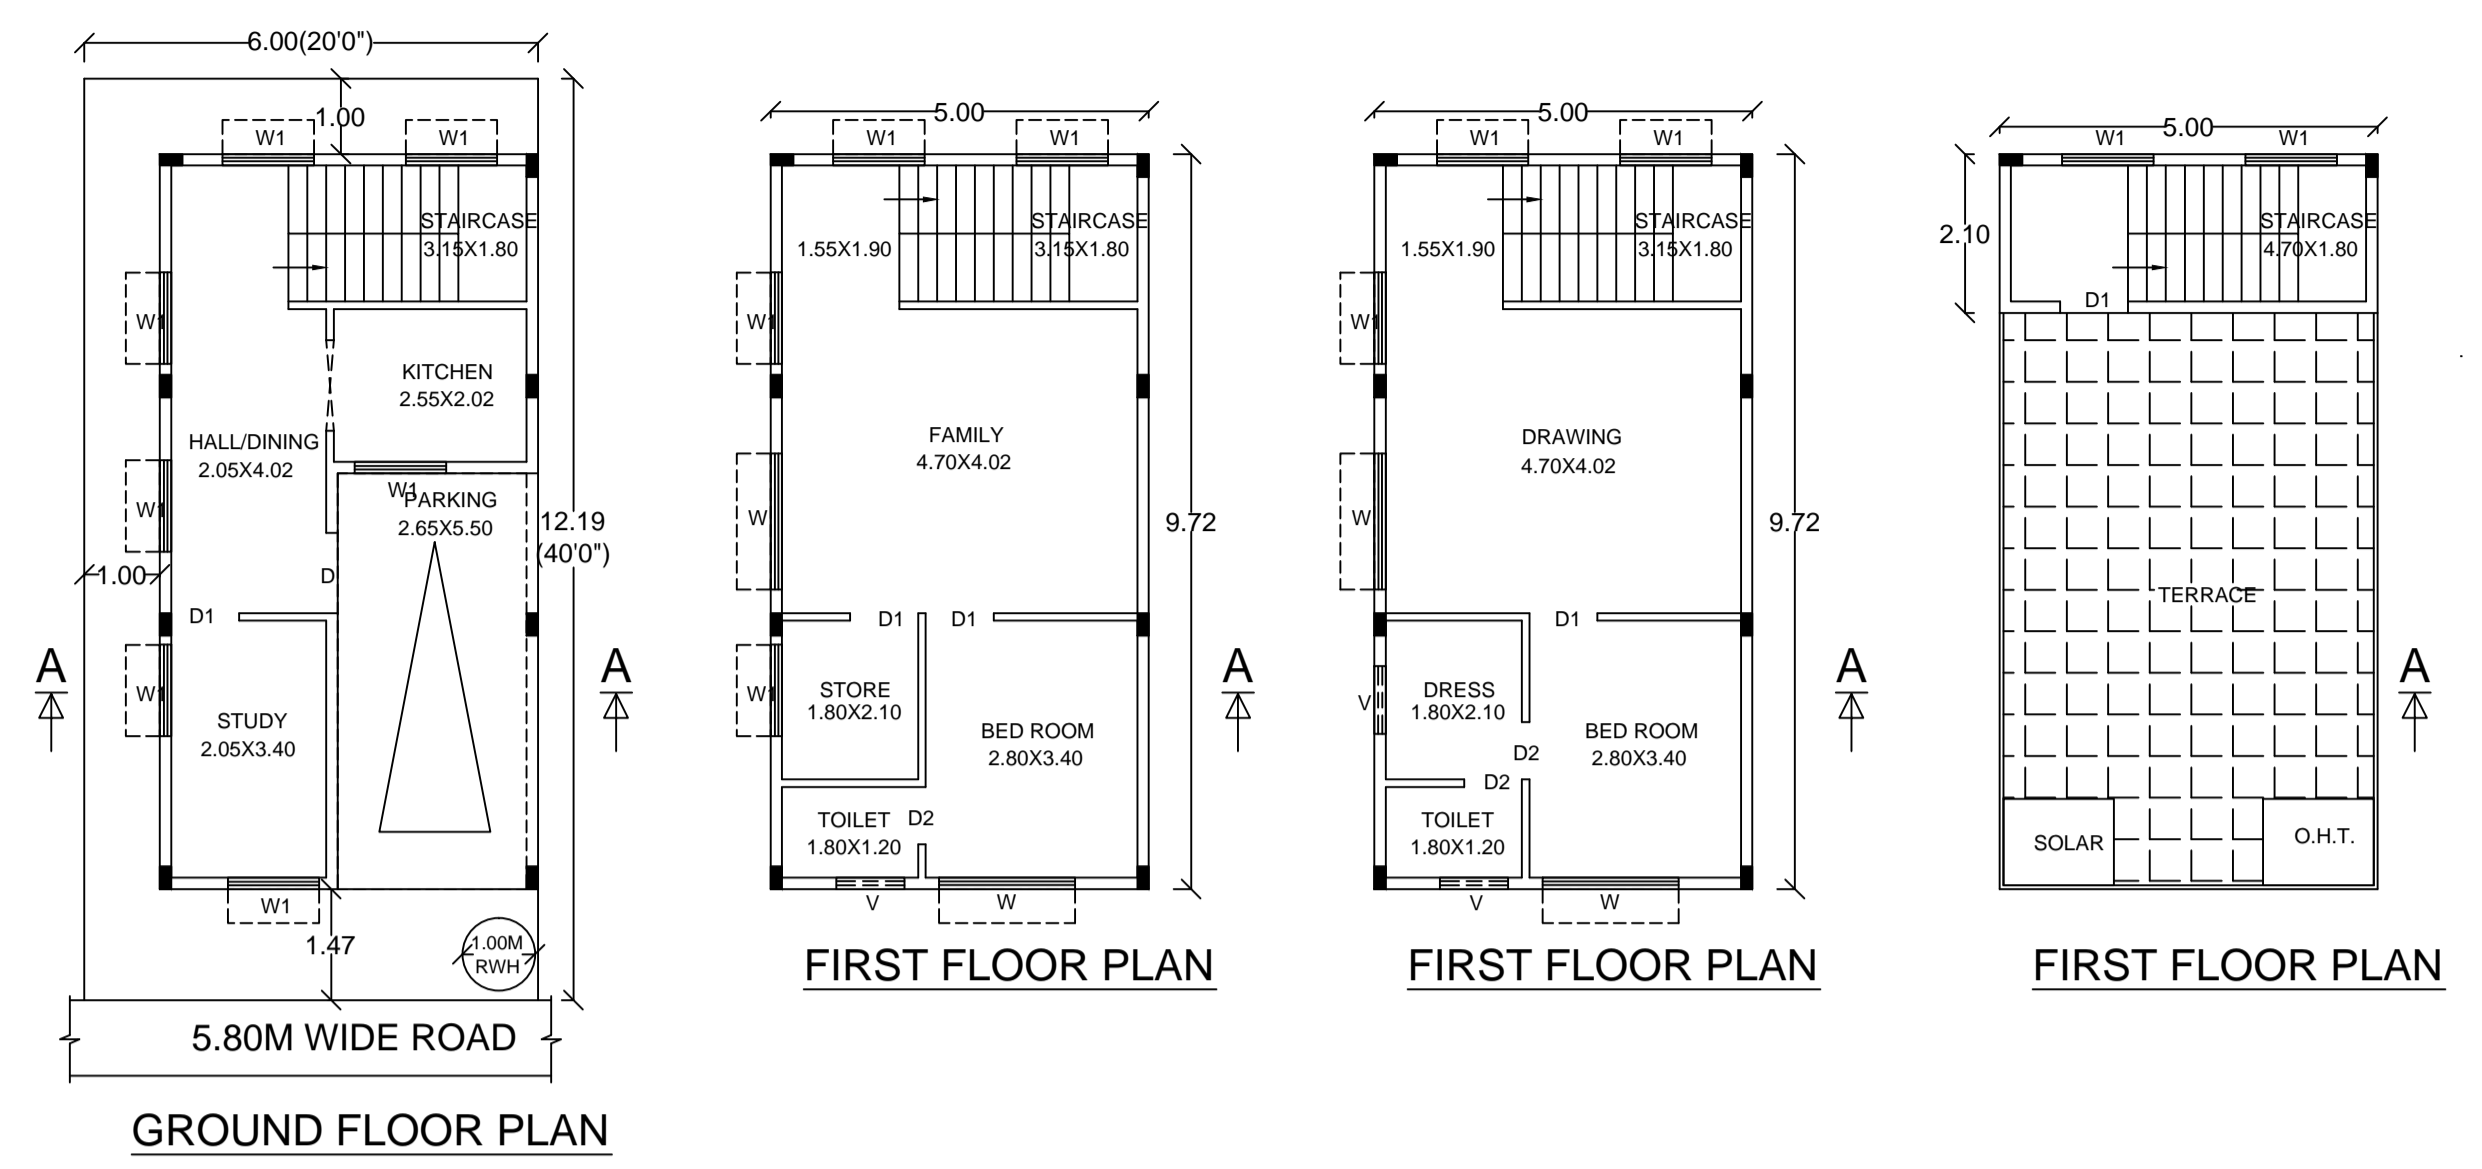 6.00(20'0")
1.00
W1
W1
STAIRCASE
3.15X1.80
W1
KITCHEN
2.55X2.02
HALL/DINING
2.05X4.02
W1
W1
PARKING
2.65X5.50
12.19
(40'0")
1.00
D
D1
A
A
W1
STUDY
2.05X3.40
W1
1.47
1.00M
RWH
5.80M WIDE ROAD
GROUND FLOOR PLAN
5.00
W1
W1
STAIRCASE
1.55X1.90
3.15X1.80
W1
FAMILY
4.70X4.02
W
9.72
D1
D1
A
W1
STORE
1.80X2.10
BED ROOM
2.80X3.40
TOILET
D2
1.80X1.20
V
W
FIRST FLOOR PLAN
5.00
W1
W1
STAIRCASE
1.55X1.90
3.15X1.80
W1
DRAWING
4.70X4.02
W
9.72
D1
A
V
DRESS
1.80X2.10
BED ROOM
2.80X3.40
D2
D2
TOILET
1.80X1.20
V
W
FIRST FLOOR PLAN
5.00
W1
W1
2.10
STAIRCASE
4.70X1.80
D1
TERRACE
A
SOLAR
O.H.T.
FIRST FLOOR PLAN